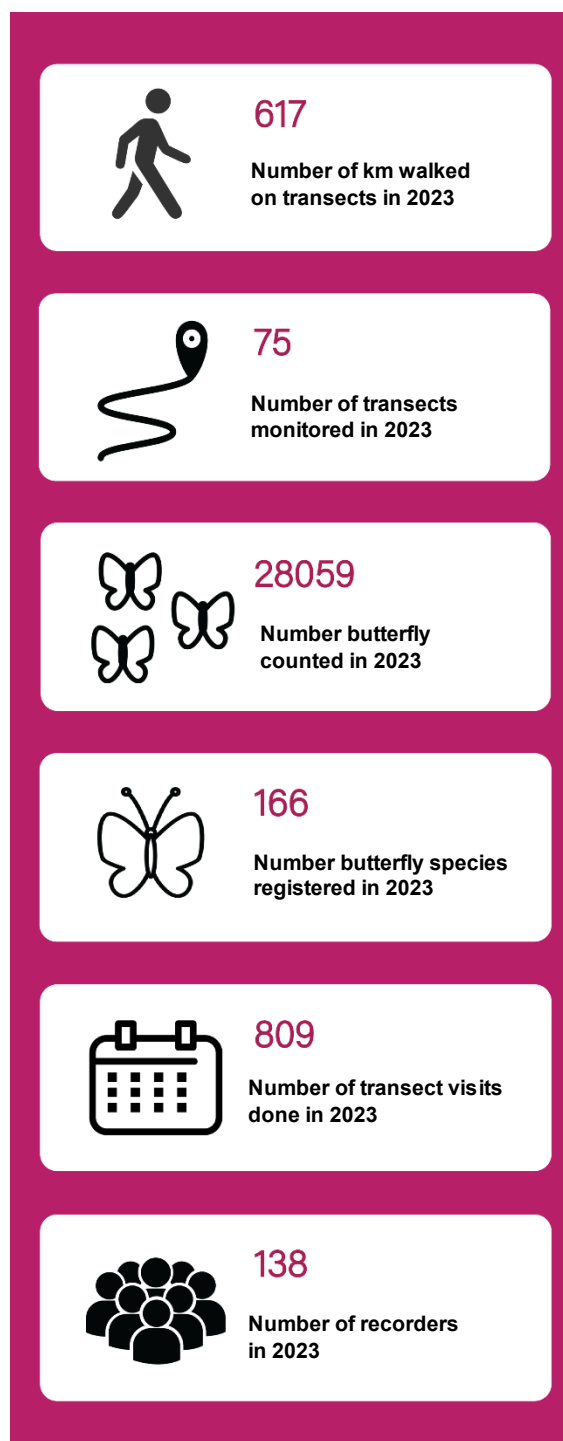 617
Number of km walked
on transects in 2023
75
Number of transects
monitored in 2023
28059
Number butterfly
counted in 2023
166
Number butterfly species
registered in 2023
809
Number of transect visits
done in 2023
138
Number of recorders
in 2023